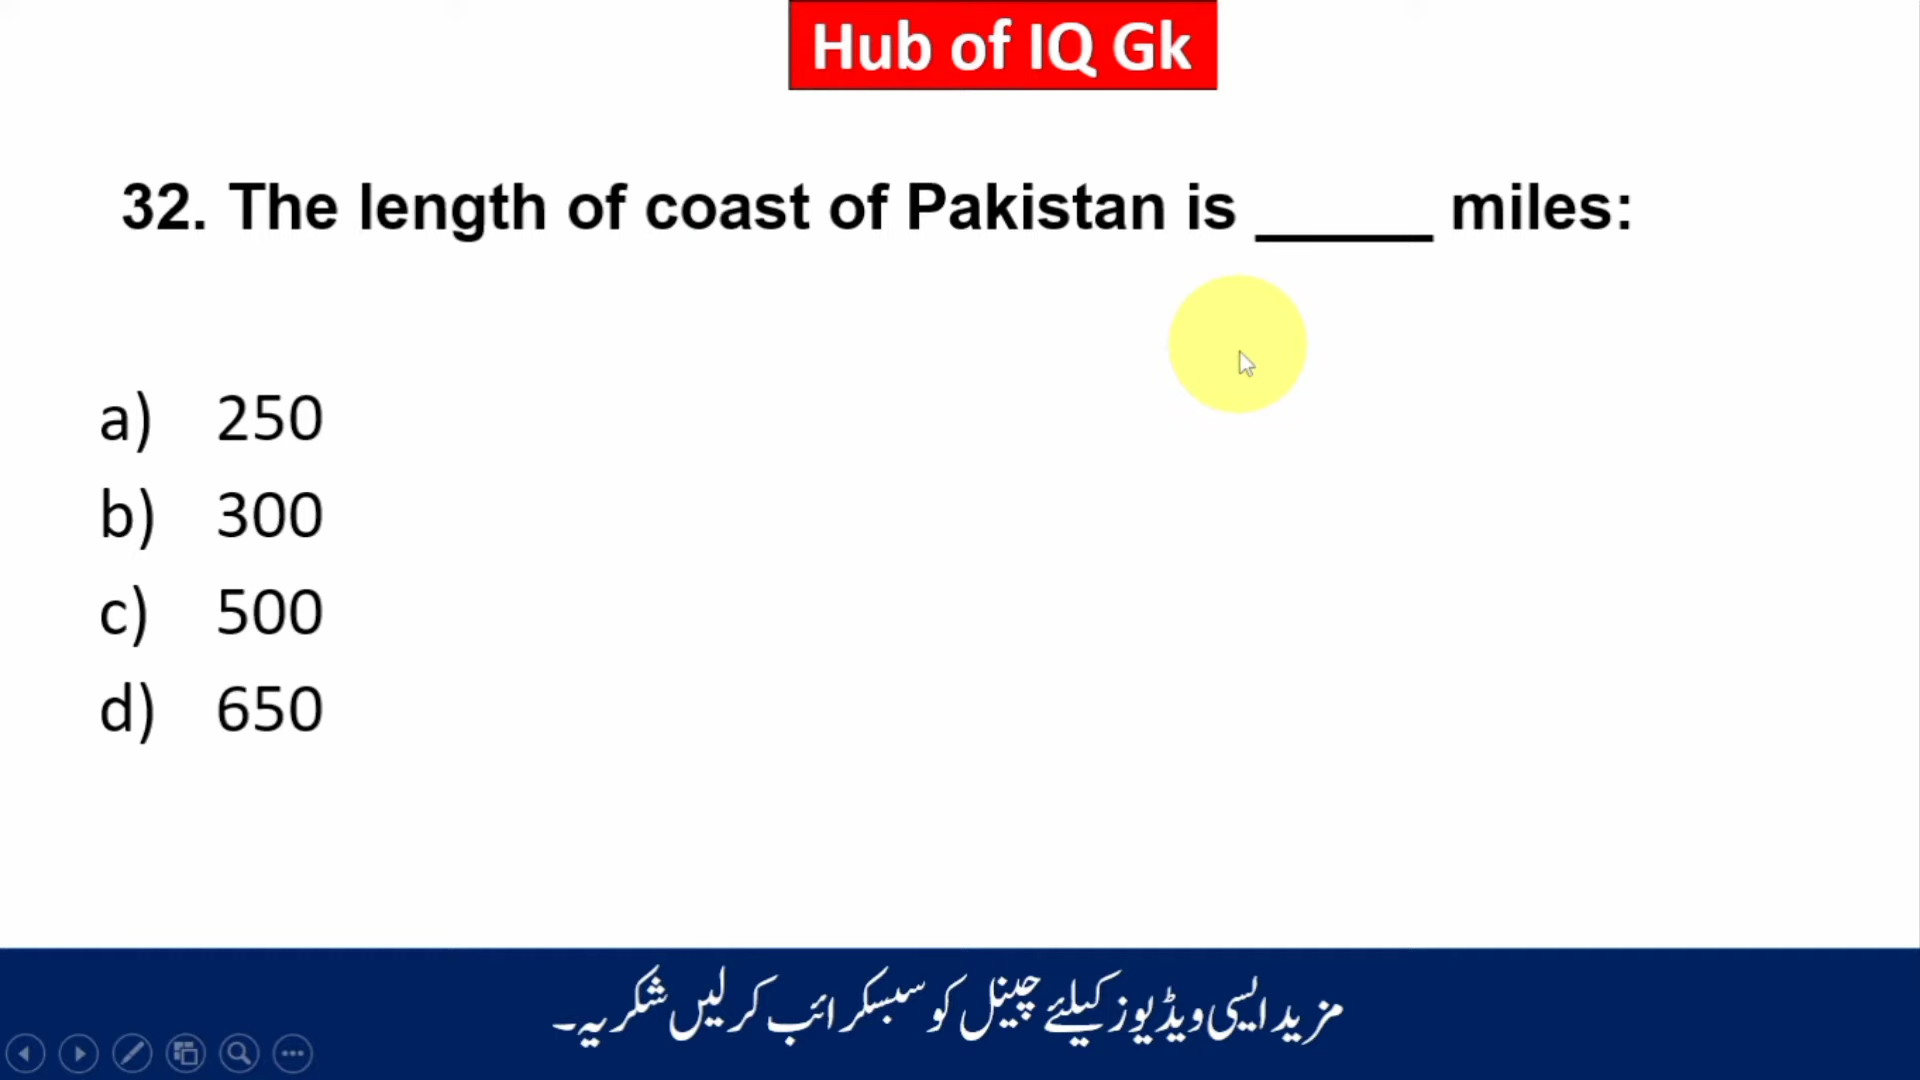 Hub of IQ Gk
32. The length of coast of Pakistan is _____ miles:
a) 250
b) 300
c) 500
d) 650
مزید ایسی ویڈیوز کیلئے چینل کو سبسکرائب کر لیں شکریہ۔